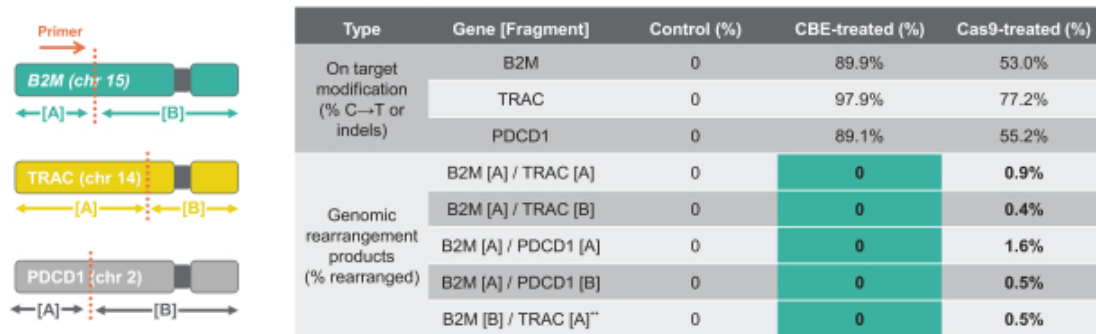 Primer
B2M (chr 15)
[A] [B]
TRAC (chr 14)
[A] [B]
PDCD1 (chr 2)
[A] [B]
Type Gene [Fragment] Control (%) CBE-treated (%) Cas9-treated (%)
On target
modification
(% C→T or
indels)
B2M 0 89.9% 53.0%
TRAC 0 97.9% 77.2%
PDCD1 0 89.1% 55.2%
Genomic
rearrangement
products
(% rearranged)
B2M [A] / TRAC [A] 0 0 0.9%
B2M [A] / TRAC [B] 0 0 0.4%
B2M [A] / PDCD1 [A] 0 0 1.6%
B2M [A] / PDCD1 [B] 0 0 0.5%
B2M [B] / TRAC [A]** 0 0 0.5%